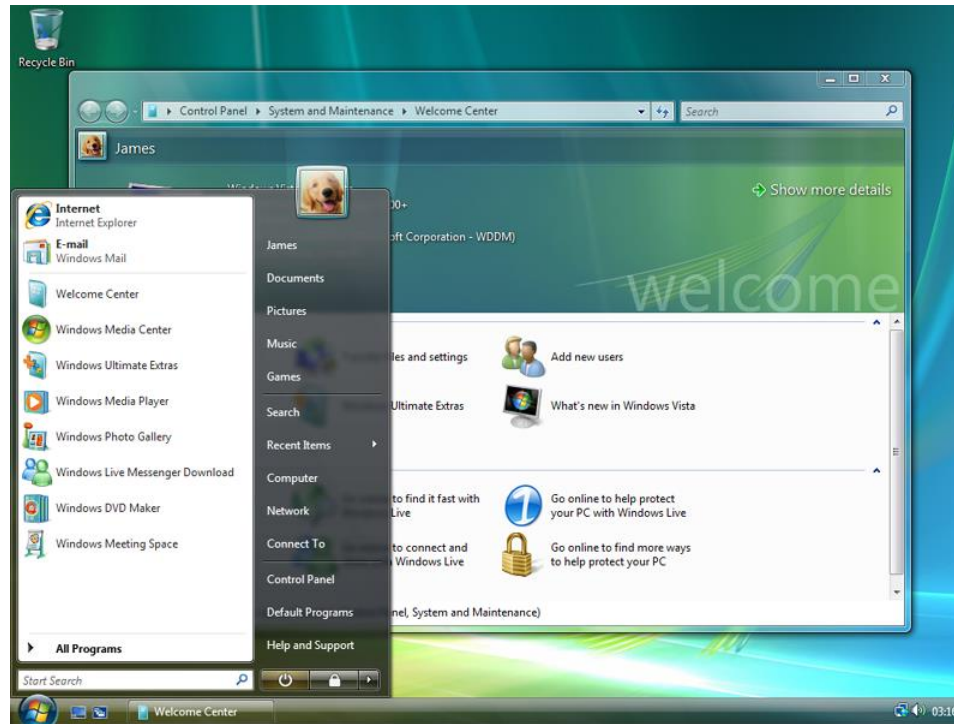 Recycle Bin
Control Panel
System and Maintenance
Welcome Center
Search
James
Show more details
00+
oft Corporation - WDDM)
welcome
Internet
Internet Explorer
E-mail
Windows Mail
Welcome Center
Windows Media Center
Windows Ultimate Extras
Windows Media Player
Windows Photo Gallery
Windows Live Messenger Download
Windows DVD Maker
Windows Meeting Space
All Programs
Start Search
James
Documents
Pictures
Music
Games
Search
Recent Items
Computer
Network
Connect To
Control Panel
Default Programs
Help and Support
files and settings
Add new users
Ultimate Extras
What's new in Windows Vista
to find it fast with
Live
Go online to help protect
your PC with Windows Live
to connect and
Windows Live
Go online to find more ways
to help protect your PC
nel, System and Maintenance)
Welcome Center
03:16